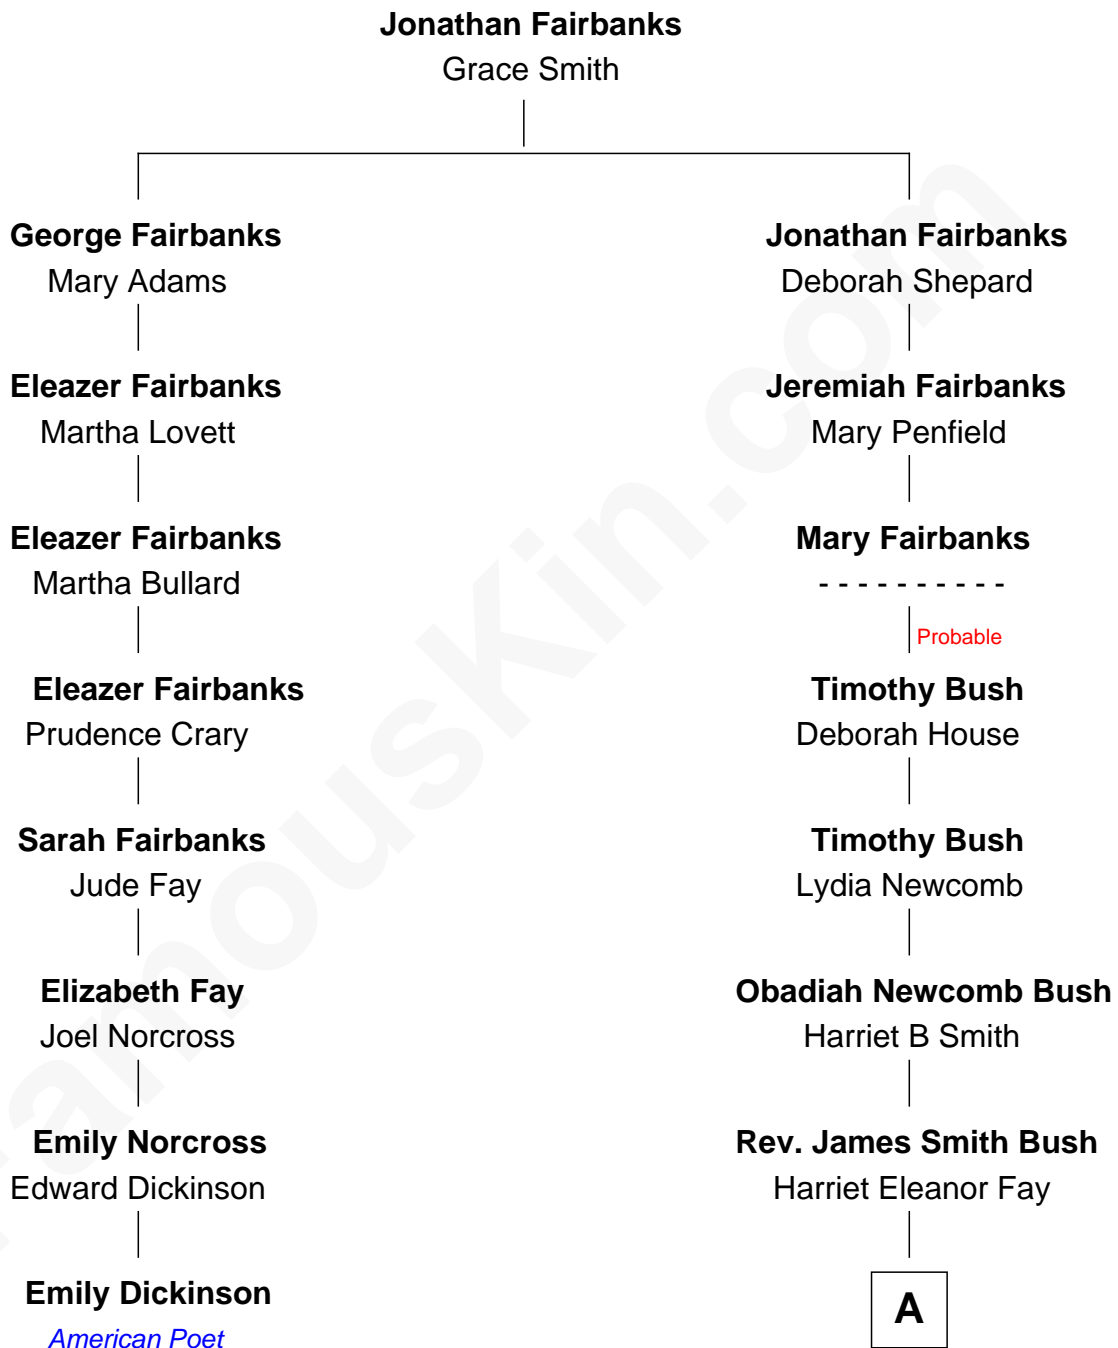 Jonathan Fairbanks
Grace Smith
George Fairbanks
Mary Adams
Jonathan Fairbanks
Deborah Shepard
Eleazer Fairbanks
Martha Lovett
Jeremiah Fairbanks
Mary Penfield
Eleazer Fairbanks
Martha Bullard
Mary Fairbanks
- - - - - - - - - -
Probable
Eleazer Fairbanks
Prudence Crary
Timothy Bush
Deborah House
Sarah Fairbanks
Jude Fay
Timothy Bush
Lydia Newcomb
Elizabeth Fay
Joel Norcross
Obadiah Newcomb Bush
Harriet B Smith
Emily Norcross
Edward Dickinson
Rev. James Smith Bush
Harriet Eleanor Fay
Emily Dickinson
American Poet
A
FamousKin.com